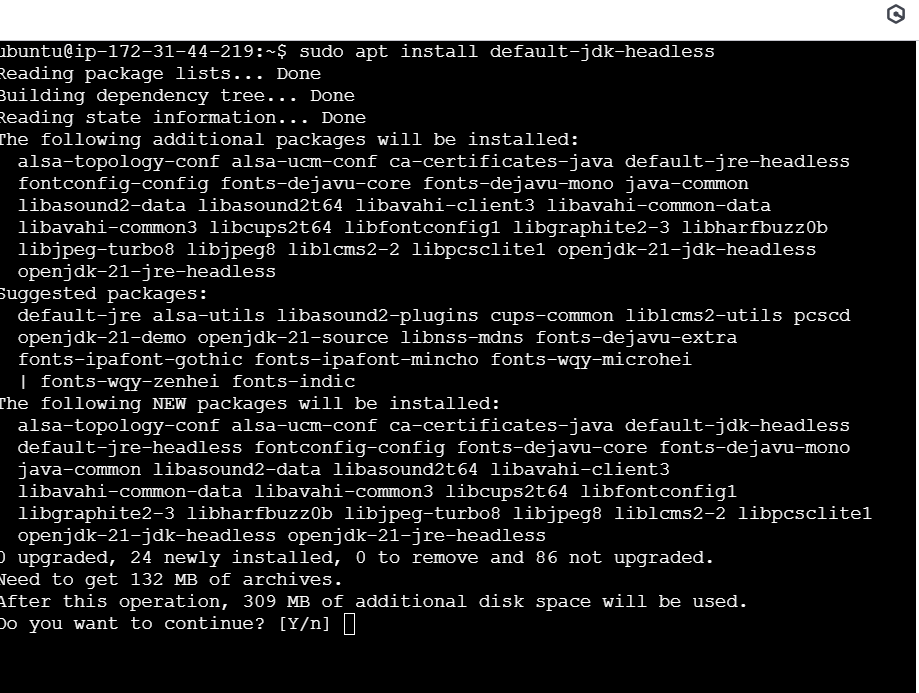 ubuntu@ip-172-31-44-219:~$ sudo apt install default-jdk-headless
Reading package lists... Done
Building dependency tree... Done
Reading state information... Done
The following additional packages will be installed:
  alsa-topology-conf alsa-ucm-conf ca-certificates-java default-jre-headless
  fontconfig-config fonts-dejavu-core fonts-dejavu-mono java-common
  libasound2-data libasound2t64 libavahi-client3 libavahi-common-data
  libavahi-common3 libcups2t64 libfontconfig1 libgraphite2-3 libharfbuzz0b
  libjpeg-turbo8 libjpeg8 liblcms2-2 libpcsclite1 openjdk-21-jdk-headless
  openjdk-21-jre-headless
Suggested packages:
  default-jre alsa-utils libasound2-plugins cups-common liblcms2-utils pcscd
  openjdk-21-demo openjdk-21-source libnss-mdns fonts-dejavu-extra
  fonts-ipafont-gothic fonts-ipafont-mincho fonts-wqy-microhei
  | fonts-wqy-zenhei fonts-indic
The following NEW packages will be installed:
  alsa-topology-conf alsa-ucm-conf ca-certificates-java default-jdk-headless
  default-jre-headless fontconfig-config fonts-dejavu-core fonts-dejavu-mono
  java-common libasound2-data libasound2t64 libavahi-client3
  libavahi-common-data libavahi-common3 libcups2t64 libfontconfig1
  libgraphite2-3 libharfbuzz0b libjpeg-turbo8 libjpeg8 liblcms2-2 libpcsclite1
  openjdk-21-jdk-headless openjdk-21-jre-headless
0 upgraded, 24 newly installed, 0 to remove and 86 not upgraded.
Need to get 132 MB of archives.
After this operation, 309 MB of additional disk space will be used.
Do you want to continue? [Y/n]